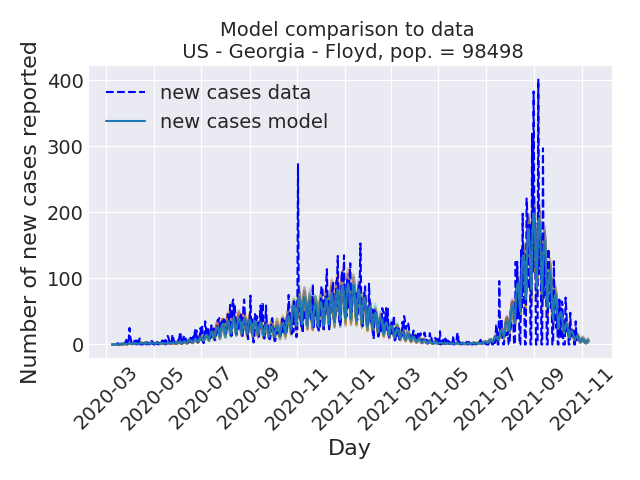 Model comparison to data
US - Georgia - Floyd, pop. = 98498
new cases data
new cases model
Number of new cases reported
400
300
200
100
0
2020-03
2020-05
2020-07
2020-09
2020-11
2021-01
2021-03
2021-05
2021-07
2021-09
2021-11
Day